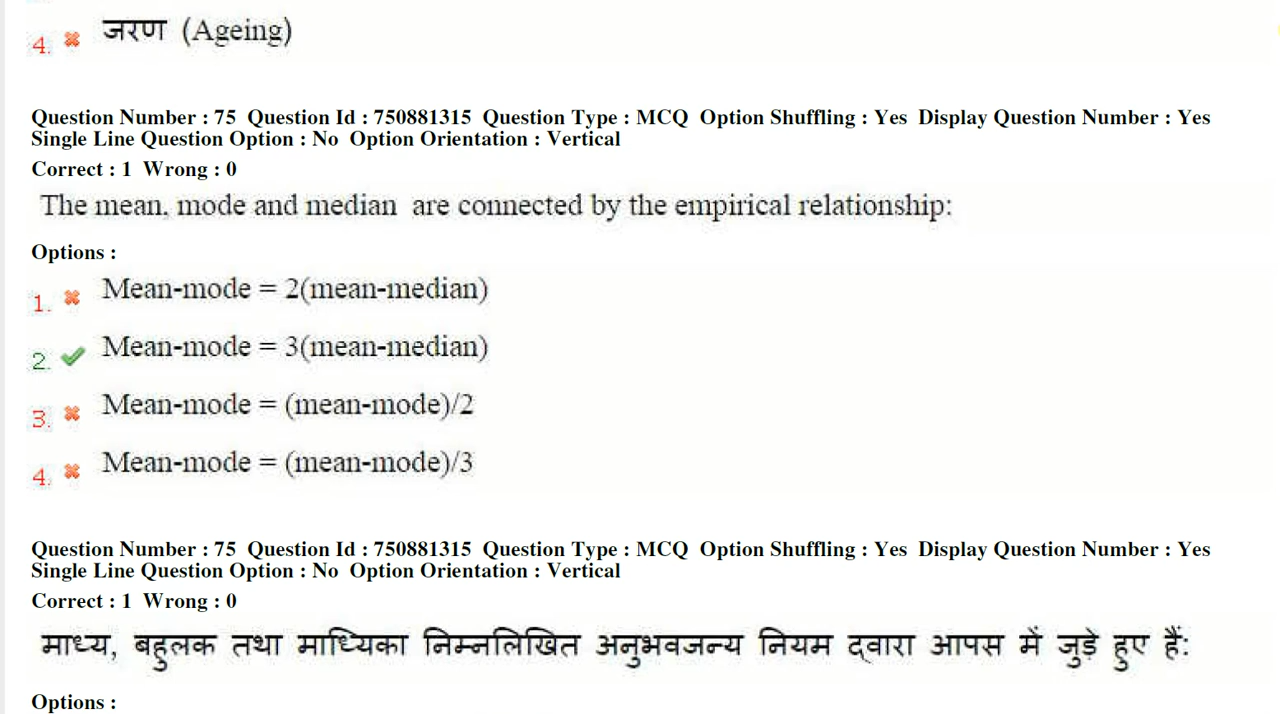 4. जरण (Ageing)
Question Number : 75 Question Id : 750881315 Question Type : MCQ Option Shuffling : Yes Display Question Number : Yes
Single Line Question Option : No Option Orientation : Vertical
Correct : 1 Wrong : 0
The mean, mode and median are connected by the empirical relationship:
Options :
1. Mean-mode = 2(mean-median)
2. Mean-mode = 3(mean-median)
3. Mean-mode = (mean-mode)/2
4. Mean-mode = (mean-mode)/3
Question Number : 75 Question Id : 750881315 Question Type : MCQ Option Shuffling : Yes Display Question Number : Yes
Single Line Question Option : No Option Orientation : Vertical
Correct : 1 Wrong : 0
माध्य, बहुलक तथा माध्यिका निम्नलिखित अनुभवजन्य नियम द्वारा आपस में जुड़े हुए हैं:
Options :